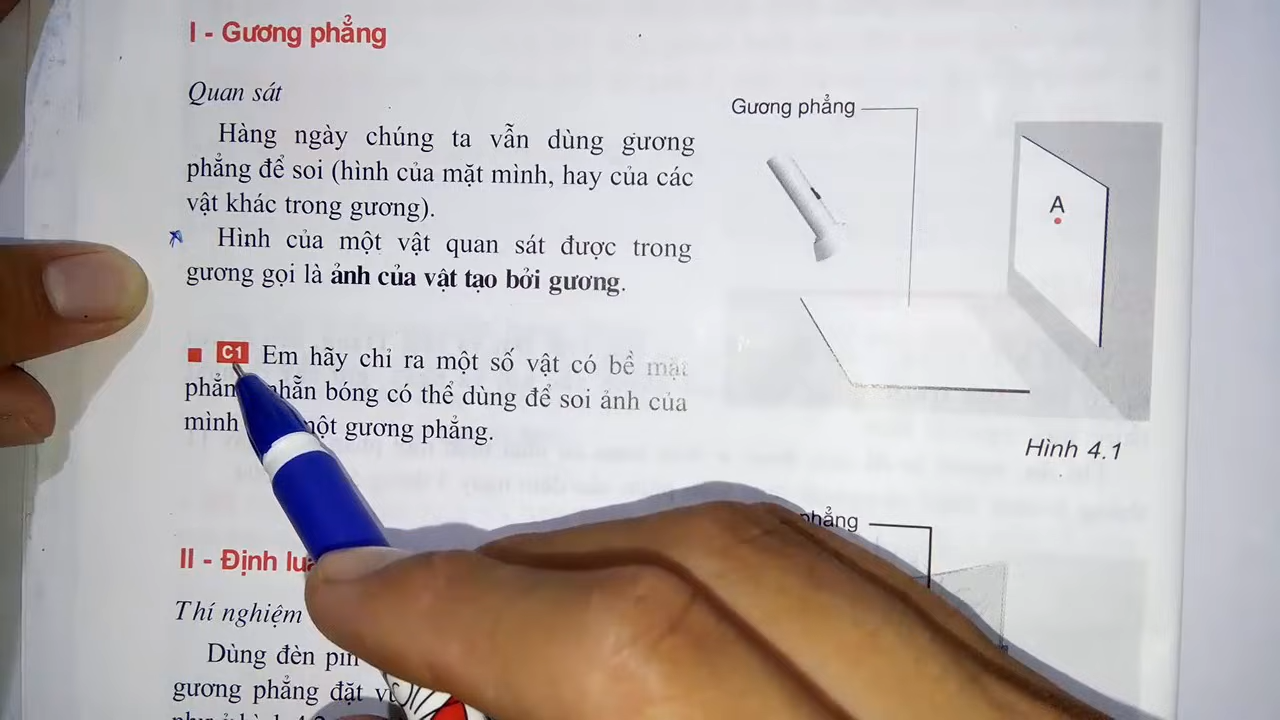 I - Gương phẳng
Quan sát
Hàng ngày chúng ta vẫn dùng gương
phẳng để soi (hình của mặt mình, hay của các
vật khác trong gương).
Hình của một vật quan sát được trong
gương gọi là ảnh của vật tạo bởi gương.
C1 Em hãy chỉ ra một số vật có bề mặt
nhẵn bóng có thể dùng để soi ảnh của
mình một gương phẳng.
Gương phẳng
A
Hình 4.1
phẳng
II - Định
Thí nghiệm
Dùng đèn pin
gương phẳng đặt